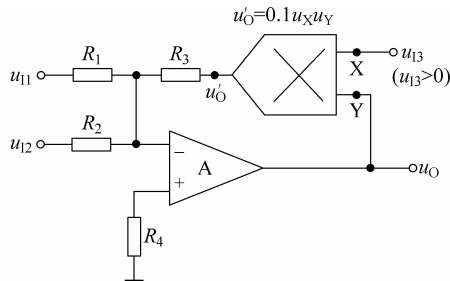 u′O=0.1uXuY
R1
R3
X
uI3
(uI3>0)
uI1
u′O
Y
R2
uI2
−
A
+
uO
R4